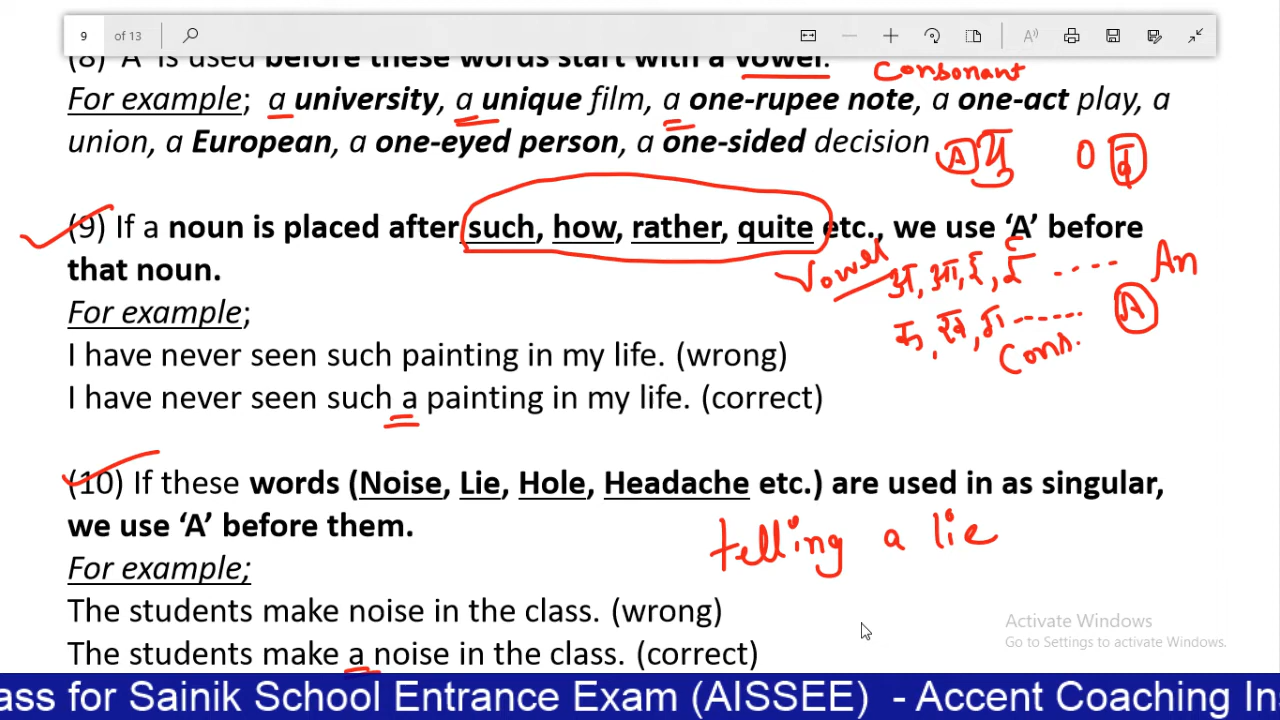 9 of 13
(8) 'A' is used before these words start with a vowel.
Consonant
For example; a university, a unique film, a one-rupee note, a one-act play, a
union, a European, a one-eyed person, a one-sided decision
A यु O व
(9) If a noun is placed after such, how, rather, quite etc., we use 'A' before
that noun.
Vowel अ, आ, इ, ई ---- An
For example;
क, ख, ग ------ A
Cons.
I have never seen such painting in my life. (wrong)
I have never seen such a painting in my life. (correct)
(10) If these words (Noise, Lie, Hole, Headache etc.) are used in as singular,
we use 'A' before them.
telling a lie
For example;
The students make noise in the class. (wrong)
The students make a noise in the class. (correct)
Activate Windows
Go to Settings to activate Windows.
ass for Sainik School Entrance Exam (AISSEE) - Accent Coaching In